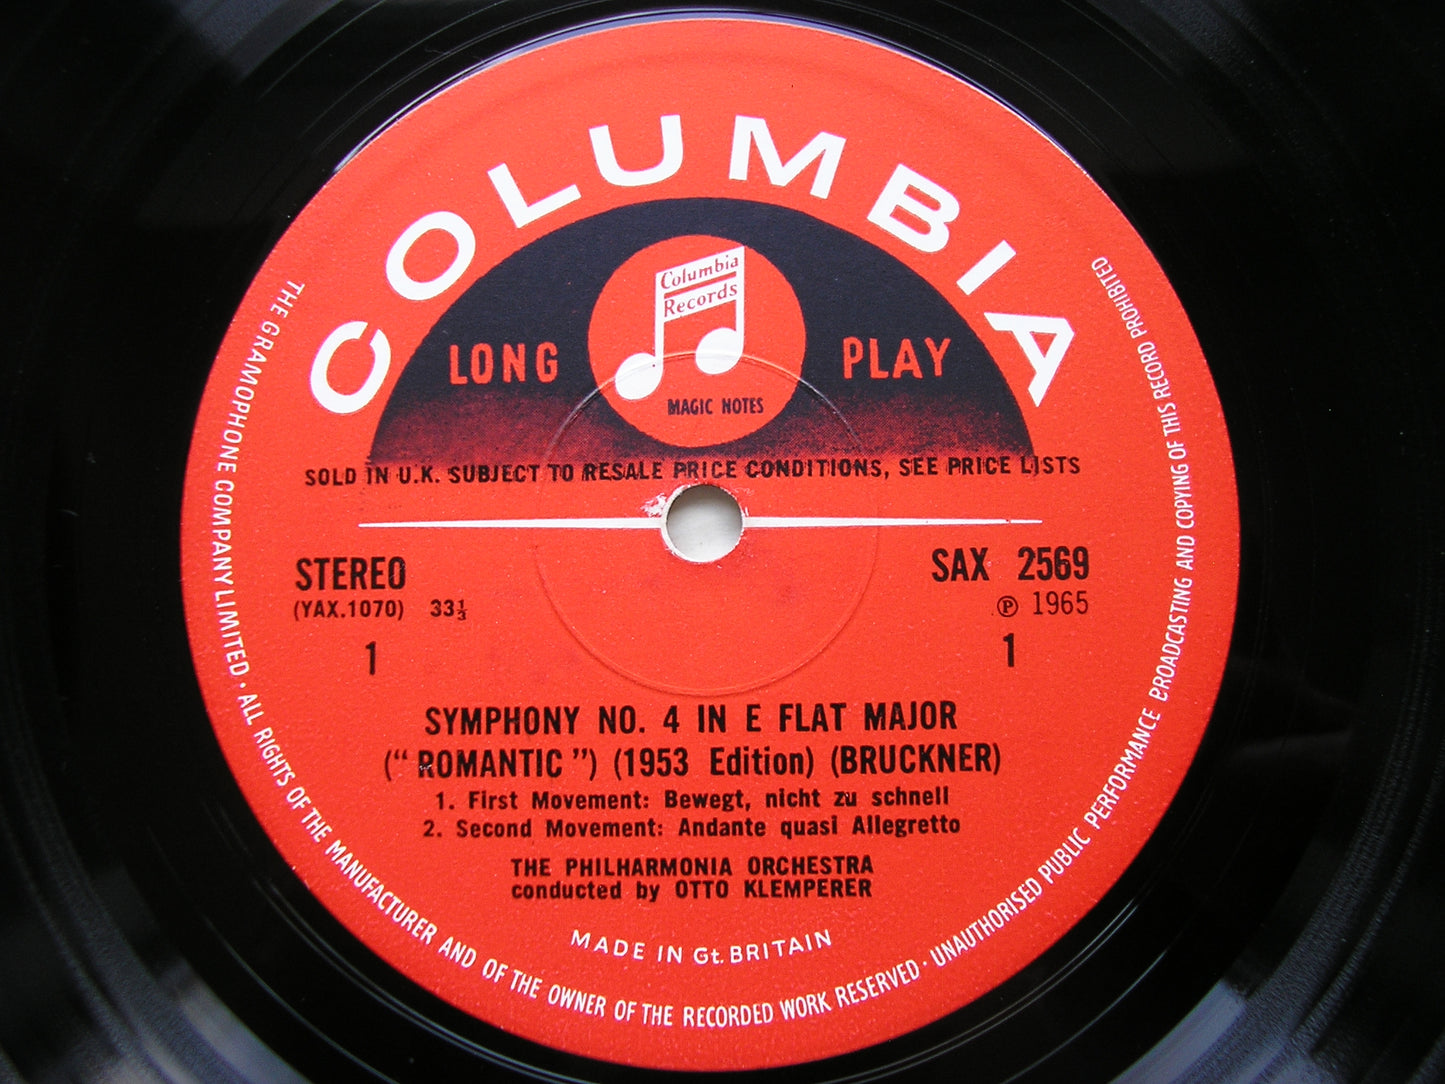 COLUMBIA
Columbia
Records
LONG PLAY
MAGIC NOTES
SOLD IN U.K. SUBJECT TO RESALE PRICE CONDITIONS, SEE PRICE LISTS
STEREO SAX 2569
(YAX.1070) 33⅓ ℗ 1965
1 1
SYMPHONY NO. 4 IN E FLAT MAJOR
(“ ROMANTIC ”) (1953 Edition) (BRUCKNER)
1. First Movement: Bewegt, nicht zu schnell
2. Second Movement: Andante quasi Allegretto
THE PHILHARMONIA ORCHESTRA
conducted by OTTO KLEMPERER
MADE IN Gt. BRITAIN
THE GRAMOPHONE COMPANY LIMITED · ALL RIGHTS OF THE MANUFACTURER AND OF THE OWNER OF THE RECORDED WORK RESERVED · UNAUTHORISED PUBLIC PERFORMANCE BROADCASTING AND COPYING OF THIS RECORD PROHIBITED